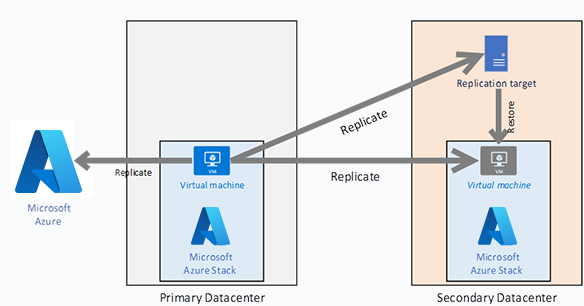 Replication target
Replicate
Restore
VM
VM
Replicate
Replicate
Virtual machine
Virtual machine
Microsoft
Azure
Microsoft
Azure Stack
Microsoft
Azure Stack
Primary Datacenter
Secondary Datacenter